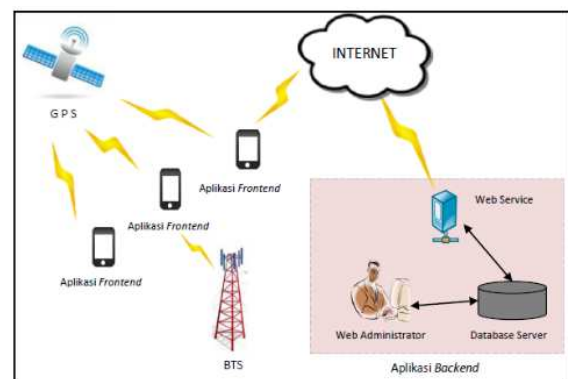 INTERNET
G P S
Aplikasi Frontend
Aplikasi Frontend
Aplikasi Frontend
BTS
Web Service
Web Administrator
Database Server
Aplikasi Backend